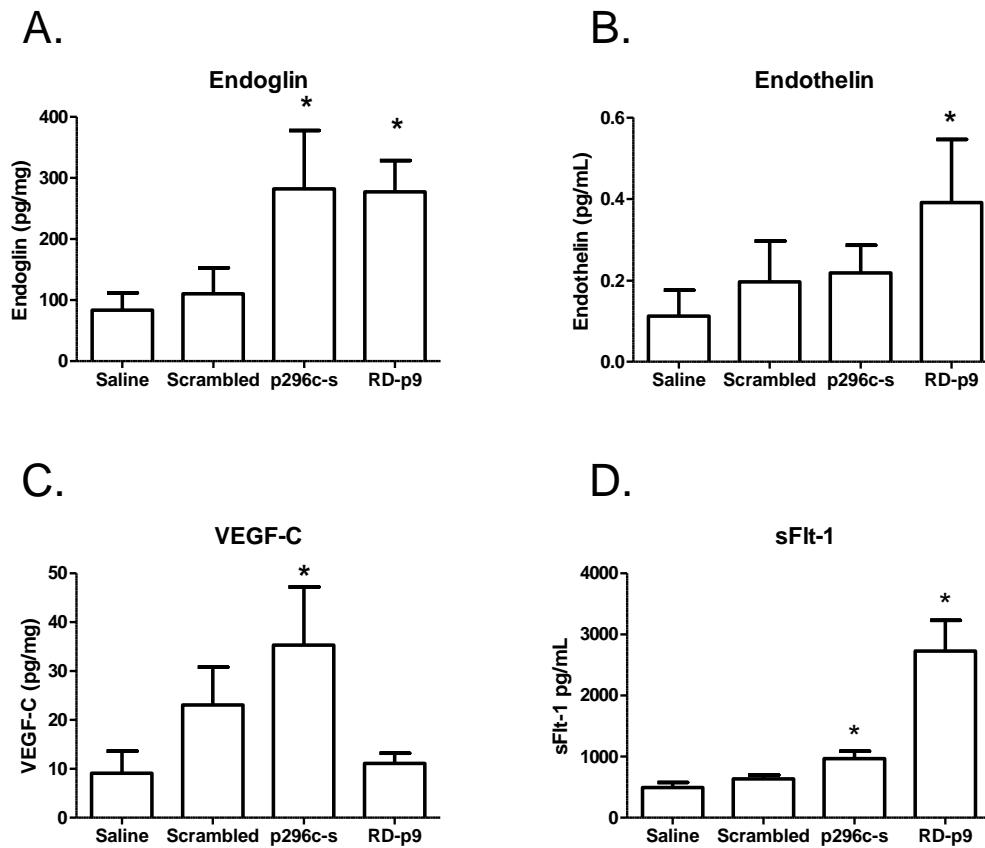 A.
Endoglin
Endoglin (pg/mg)
400
300
200
100
0
*
*
Saline Scrambled p296c-s RD-p9
B.
Endothelin
Endothelin (pg/mL)
0.6
0.4
0.2
0.0
*
Saline Scrambled p296c-s RD-p9
C.
VEGF-C
VEGF-C (pg/mg)
50
40
30
20
10
0
*
Saline Scrambled p296c-s RD-p9
D.
sFlt-1
sFlt-1 pg/mL
4000
3000
2000
1000
0
*
*
Saline Scrambled p296c-s RD-p9